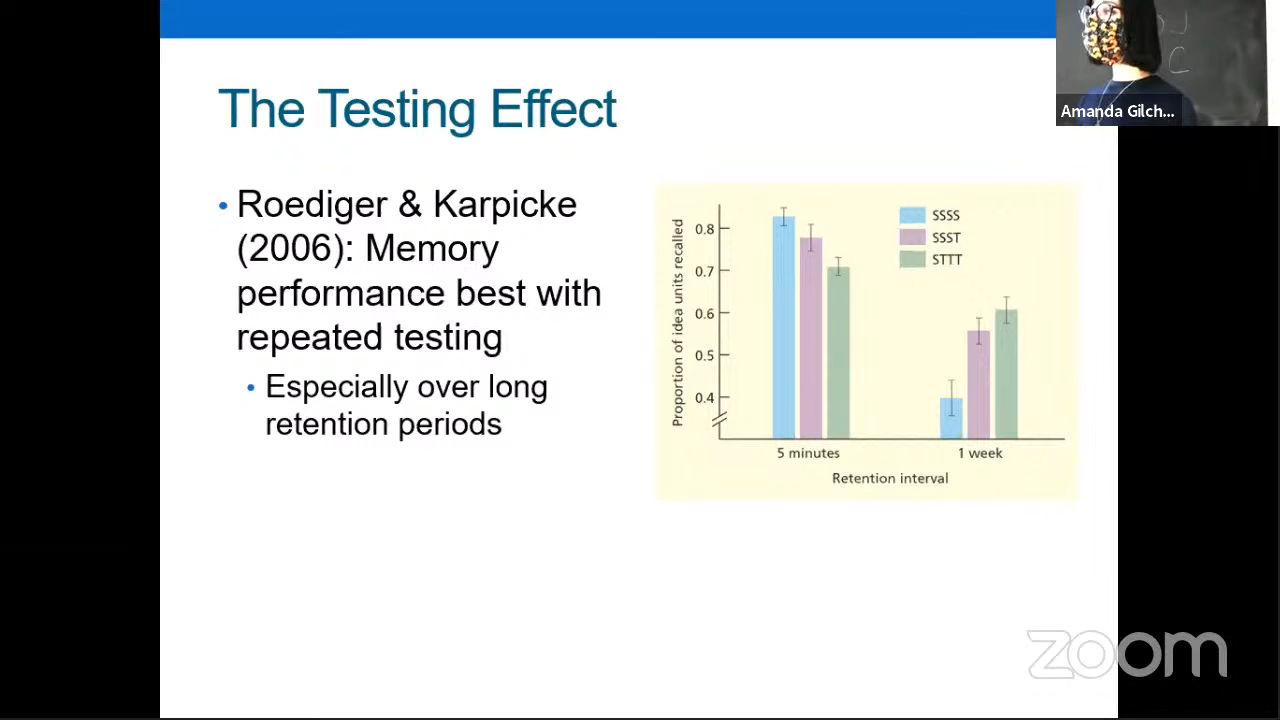 The Testing Effect
Amanda Gilch...
• Roediger & Karpicke
(2006): Memory
performance best with
repeated testing
• Especially over long
retention periods
Proportion of idea units recalled
0.8
0.7
0.6
0.5
0.4
SSSS
SSST
STTT
5 minutes
1 week
Retention interval
zoom